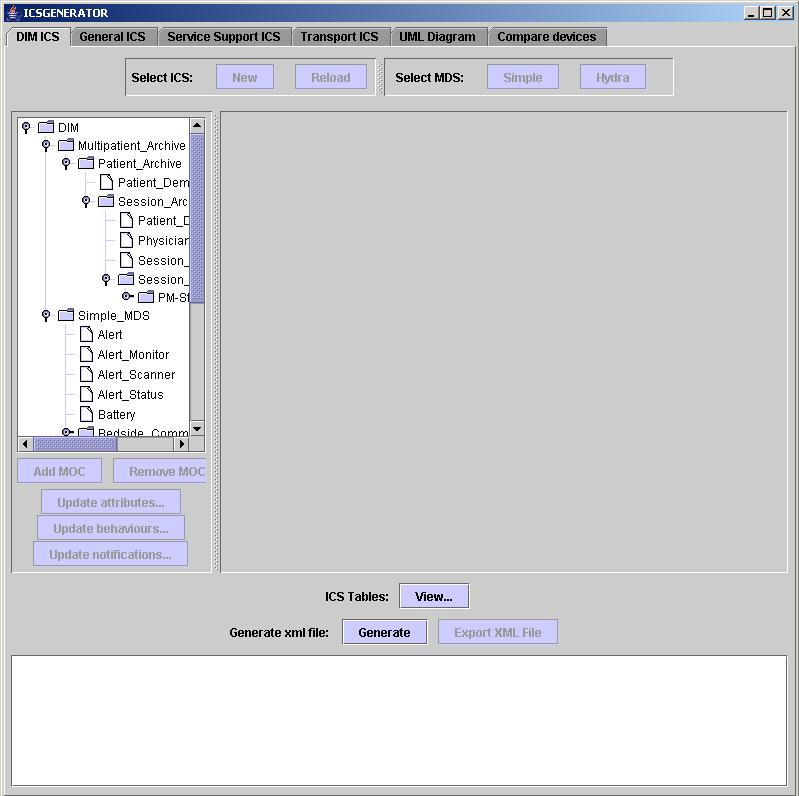 ICSGENERATOR
DIM ICS General ICS Service Support ICS Transport ICS UML Diagram Compare devices
Select ICS: New Reload Select MDS: Simple Hydra
DIM
Multipatient_Archive
Patient_Archive
Patient_Dem
Session_Arc
Patient_D
Physician
Session_
Session_
PM-St
Simple_MDS
Alert
Alert_Monitor
Alert_Scanner
Alert_Status
Battery
Bedside_Comm
Add MOC Remove MOC
Update attributes...
Update behaviours...
Update notifications...
ICS Tables: View...
Generate xml file: Generate Export XML File